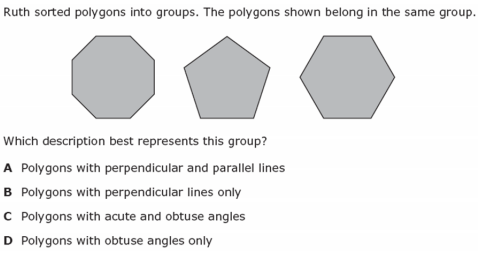 Ruth sorted polygons into groups. The polygons shown belong in the same group.
Which description best represents this group?
A Polygons with perpendicular and parallel lines
B Polygons with perpendicular lines only
C Polygons with acute and obtuse angles
D Polygons with obtuse angles only